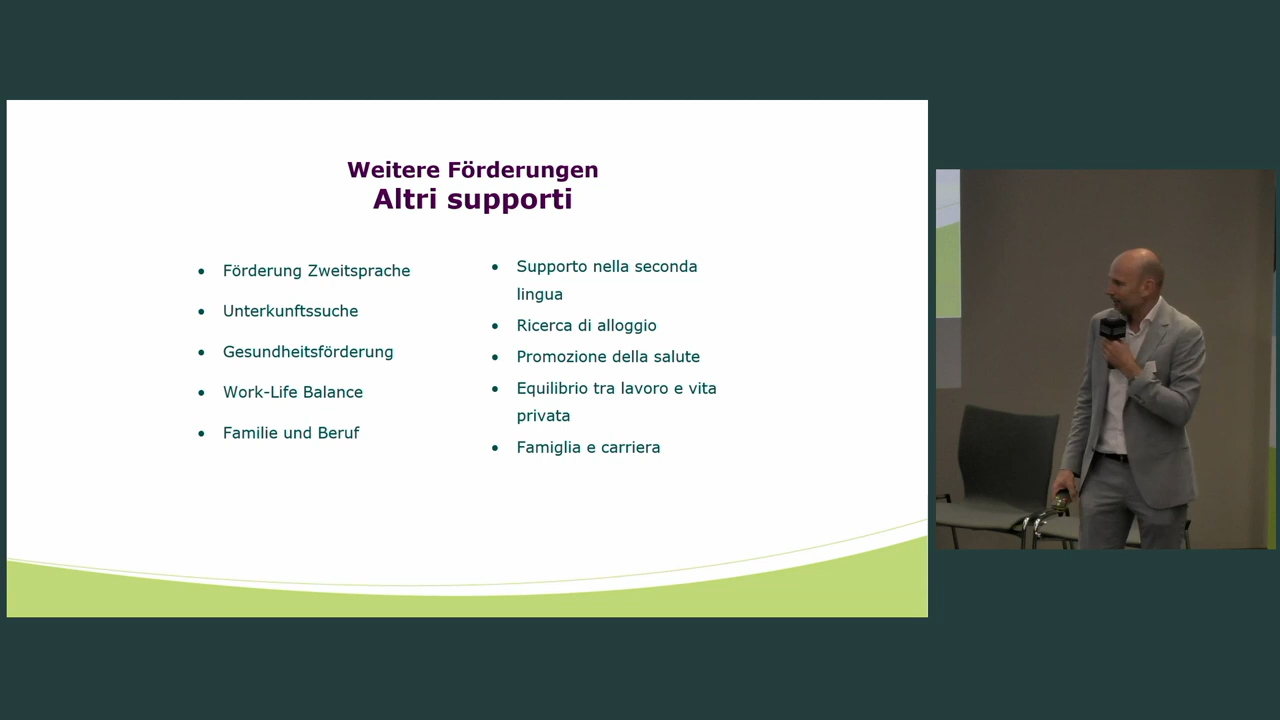 Weitere Förderungen
Altri supporti
• Förderung Zweitsprache
• Unterkunftssuche
• Gesundheitsförderung
• Work-Life Balance
• Familie und Beruf
• Supporto nella seconda
lingua
• Ricerca di alloggio
• Promozione della salute
• Equilibrio tra lavoro e vita
privata
• Famiglia e carriera